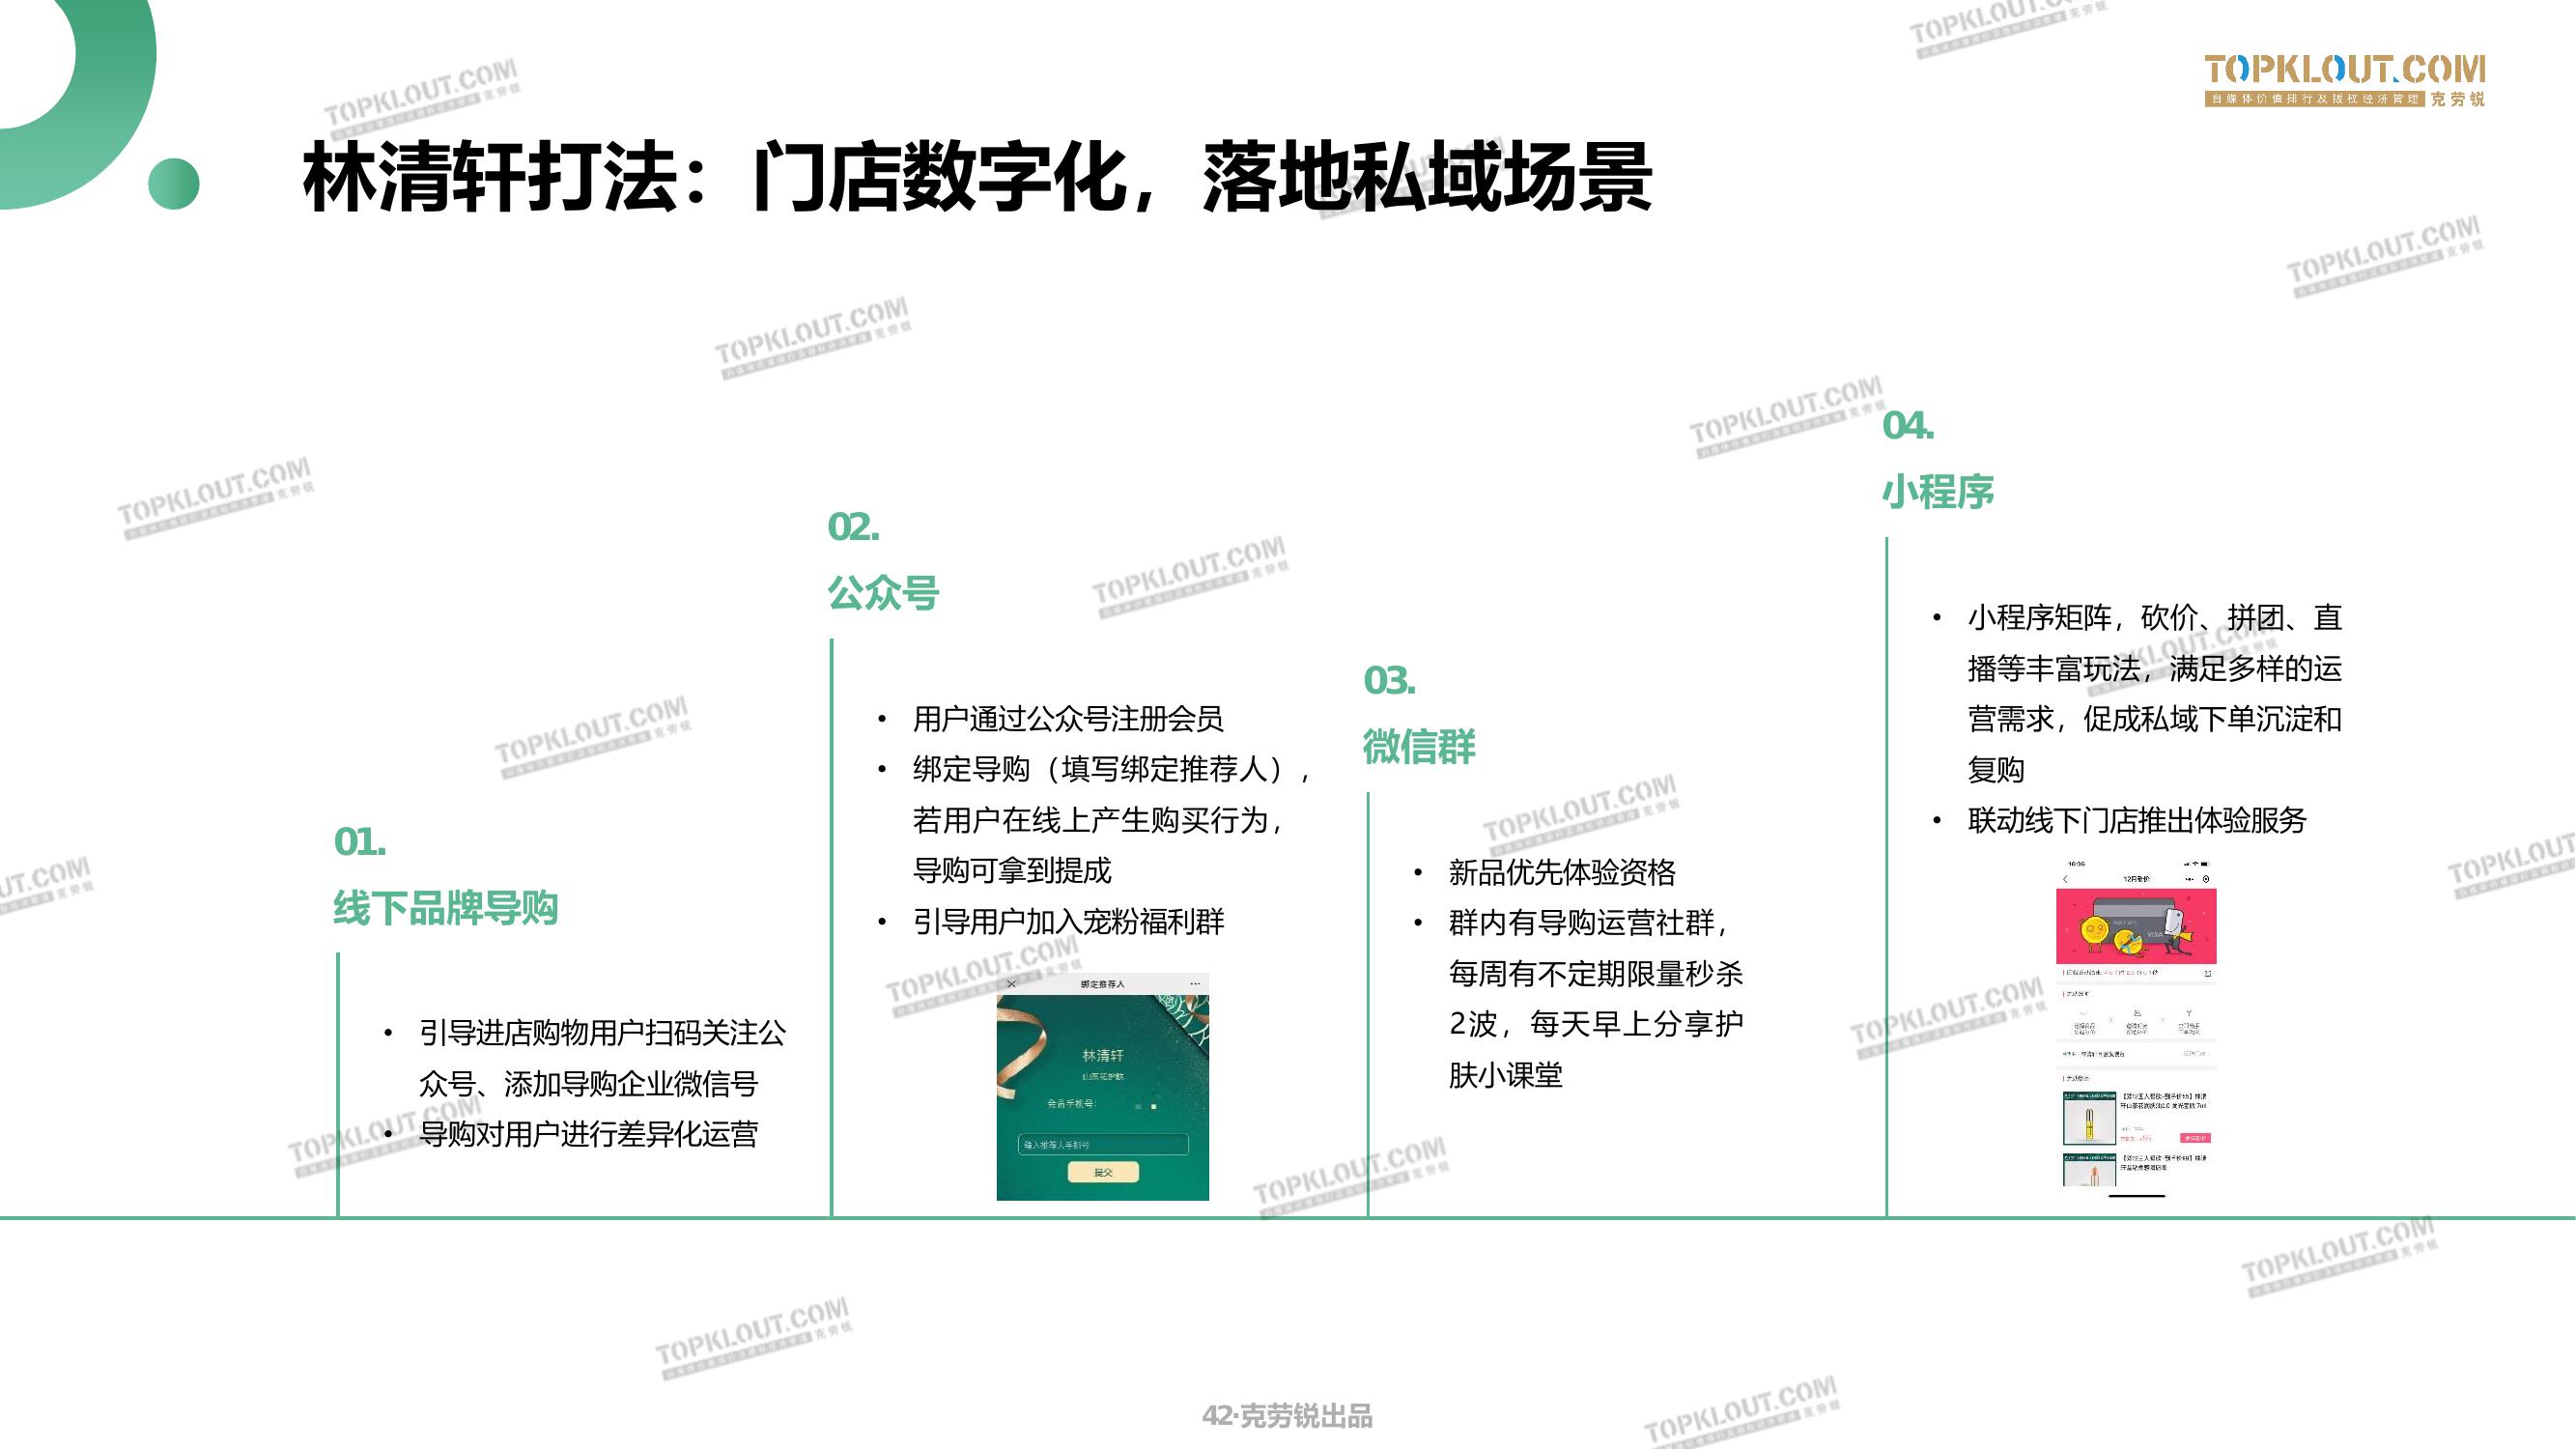 TOPKLOUT.COM
自媒体价值排行及版权经济管理 克劳锐
林清轩打法：门店数字化，落地私域场景
01.
线下品牌导购
• 引导进店购物用户扫码关注公
众号、添加导购企业微信号
• 导购对用户进行差异化运营
02.
公众号
• 用户通过公众号注册会员
• 绑定导购（填写绑定推荐人），
若用户在线上产生购买行为，
导购可拿到提成
• 引导用户加入宠粉福利群
绑定推荐人
林清轩
山茶花护肤
会员手机号：
输入推荐人手机号
提交
03.
微信群
• 新品优先体验资格
• 群内有导购运营社群，
每周有不定期限量秒杀
2波，每天早上分享护
肤小课堂
04.
小程序
• 小程序矩阵，砍价、拼团、直
播等丰富玩法，满足多样的运
营需求，促成私域下单沉淀和
复购
• 联动线下门店推出体验服务
12月砍价
VISA
42·克劳锐出品